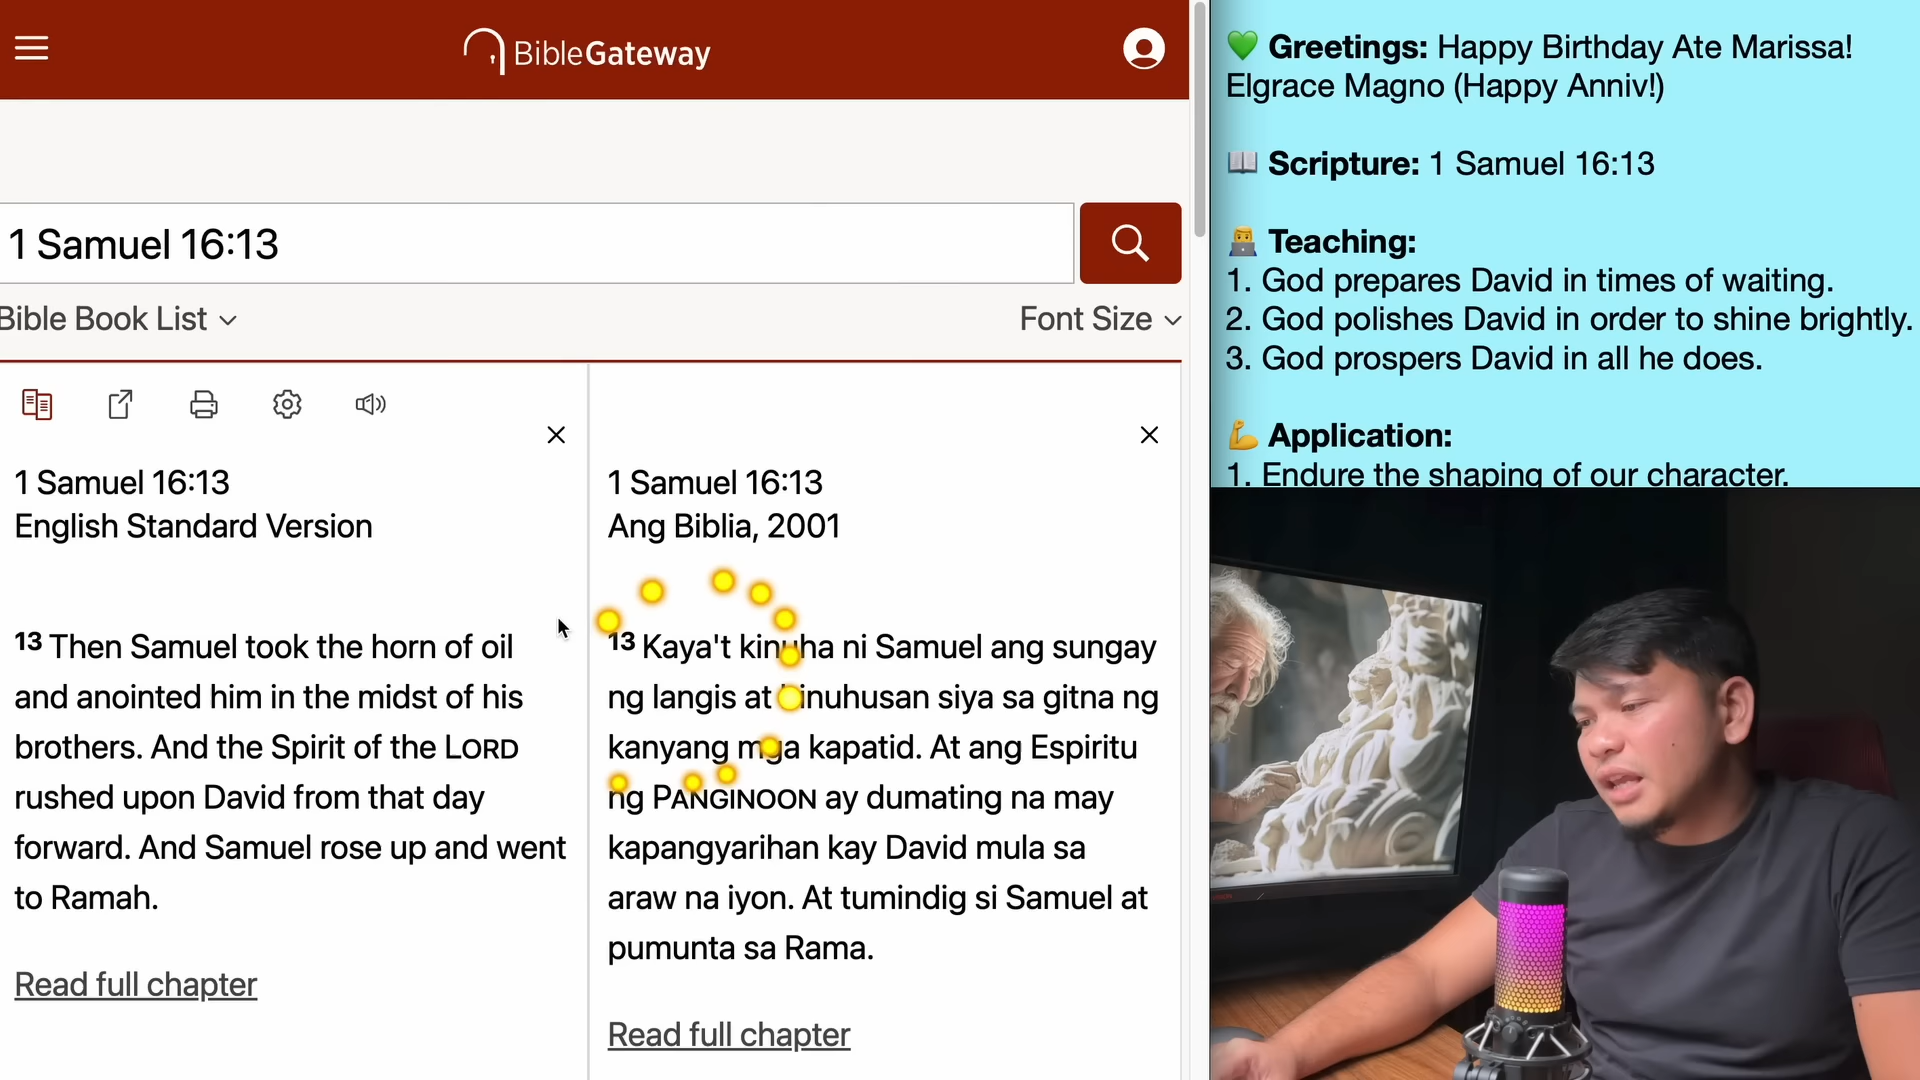 BibleGateway
1 Samuel 16:13
Bible Book List
Font Size
1 Samuel 16:13
English Standard Version
13 Then Samuel took the horn of oil
and anointed him in the midst of his
brothers. And the Spirit of the LORD
rushed upon David from that day
forward. And Samuel rose up and went
to Ramah.
Read full chapter
1 Samuel 16:13
Ang Biblia, 2001
13 Kaya't kinuha ni Samuel ang sungay
ng langis at binuhusan siya sa gitna ng
kanyang mga kapatid. At ang Espiritu
ng PANGINOON ay dumating na may
kapangyarihan kay David mula sa
araw na iyon. At tumindig si Samuel at
pumunta sa Rama.
Read full chapter
💚 Greetings: Happy Birthday Ate Marissa!
Elgrace Magno (Happy Anniv!)
📖 Scripture: 1 Samuel 16:13
👨‍💻 Teaching:
1. God prepares David in times of waiting.
2. God polishes David in order to shine brightly.
3. God prospers David in all he does.
💪 Application:
1. Endure the shaping of our character.